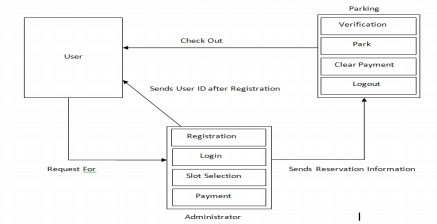 Parking
Verification
User
Check Out
Park
Clear Payment
Sends User ID after Registration
Logout
Registration
Login
Request For
Sends Reservation Information
Slot Selection
Payment
Administrator